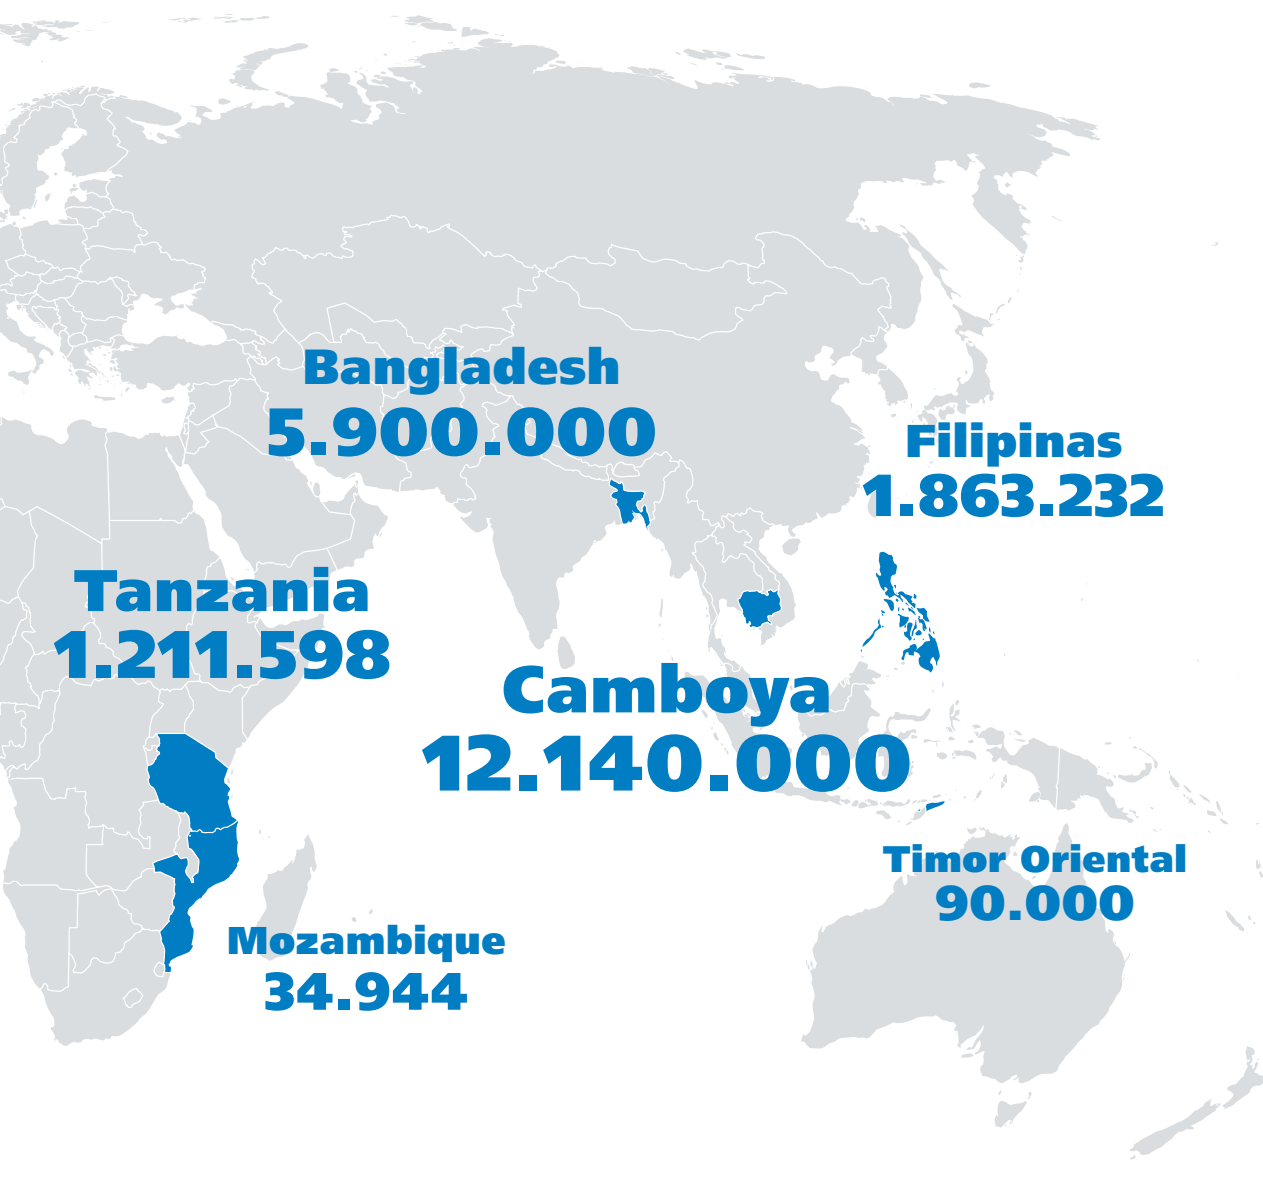 Bangladesh
5.900.000
Filipinas
1.863.232
Tanzania
1.211.598
Camboya
12.140.000
Timor Oriental
90.000
Mozambique
34.944